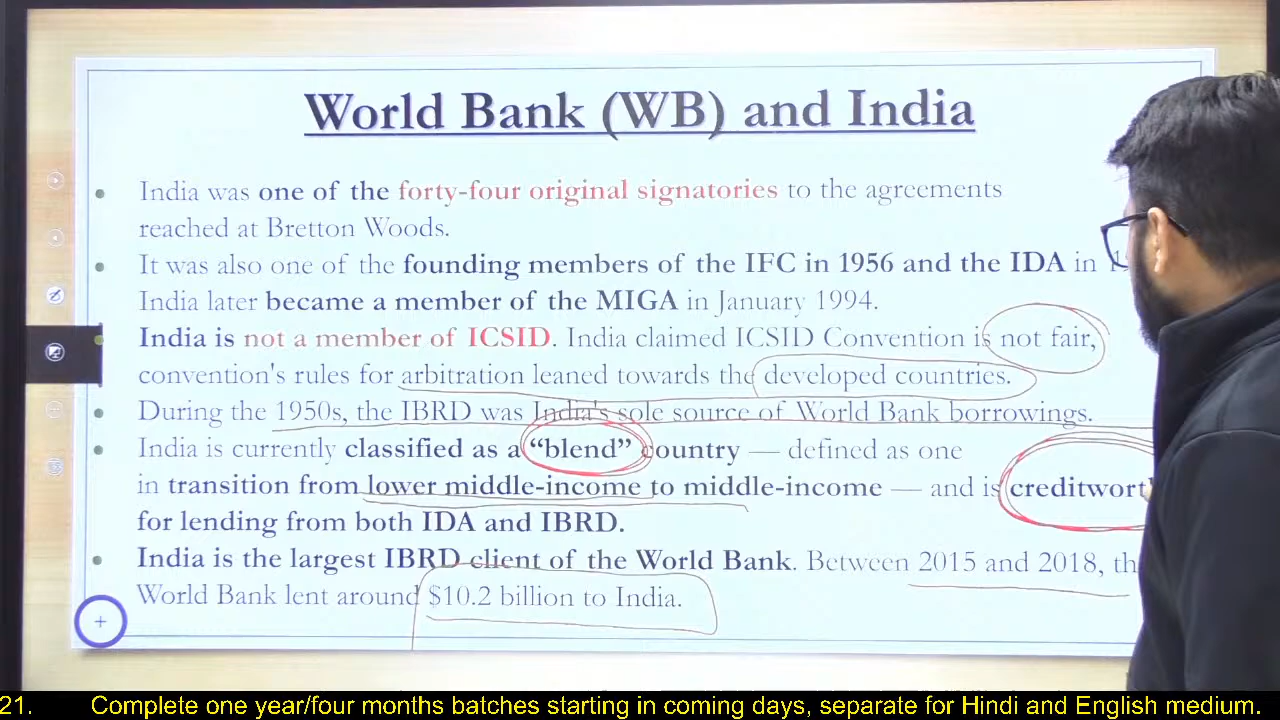 World Bank (WB) and India
• India was one of the forty-four original signatories to the agreements
reached at Bretton Woods.
• It was also one of the founding members of the IFC in 1956 and the IDA in
India later became a member of the MIGA in January 1994.
India is not a member of ICSID. India claimed ICSID Convention is not fair,
convention's rules for arbitration leaned towards the developed countries.
• During the 1950s, the IBRD was India's sole source of World Bank borrowings.
• India is currently classified as a “blend” country — defined as one
in transition from lower middle-income to middle-income — and is
for lending from both IDA and IBRD.
• India is the largest IBRD client of the World Bank. Between 2015 and 2018,
World Bank lent around $10.2 billion to India.
21. Complete one year/four months batches starting in coming days, separate for Hindi and English medium.